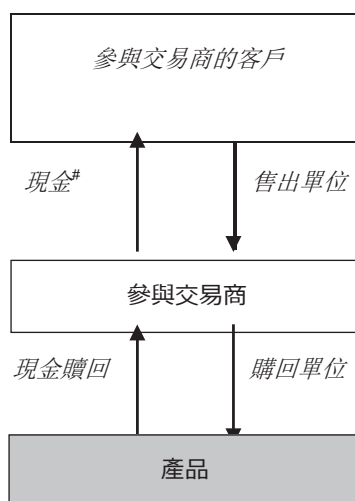 參與交易商的客戶
現金# 售出單位
參與交易商
現金贖回 購回單位
產品